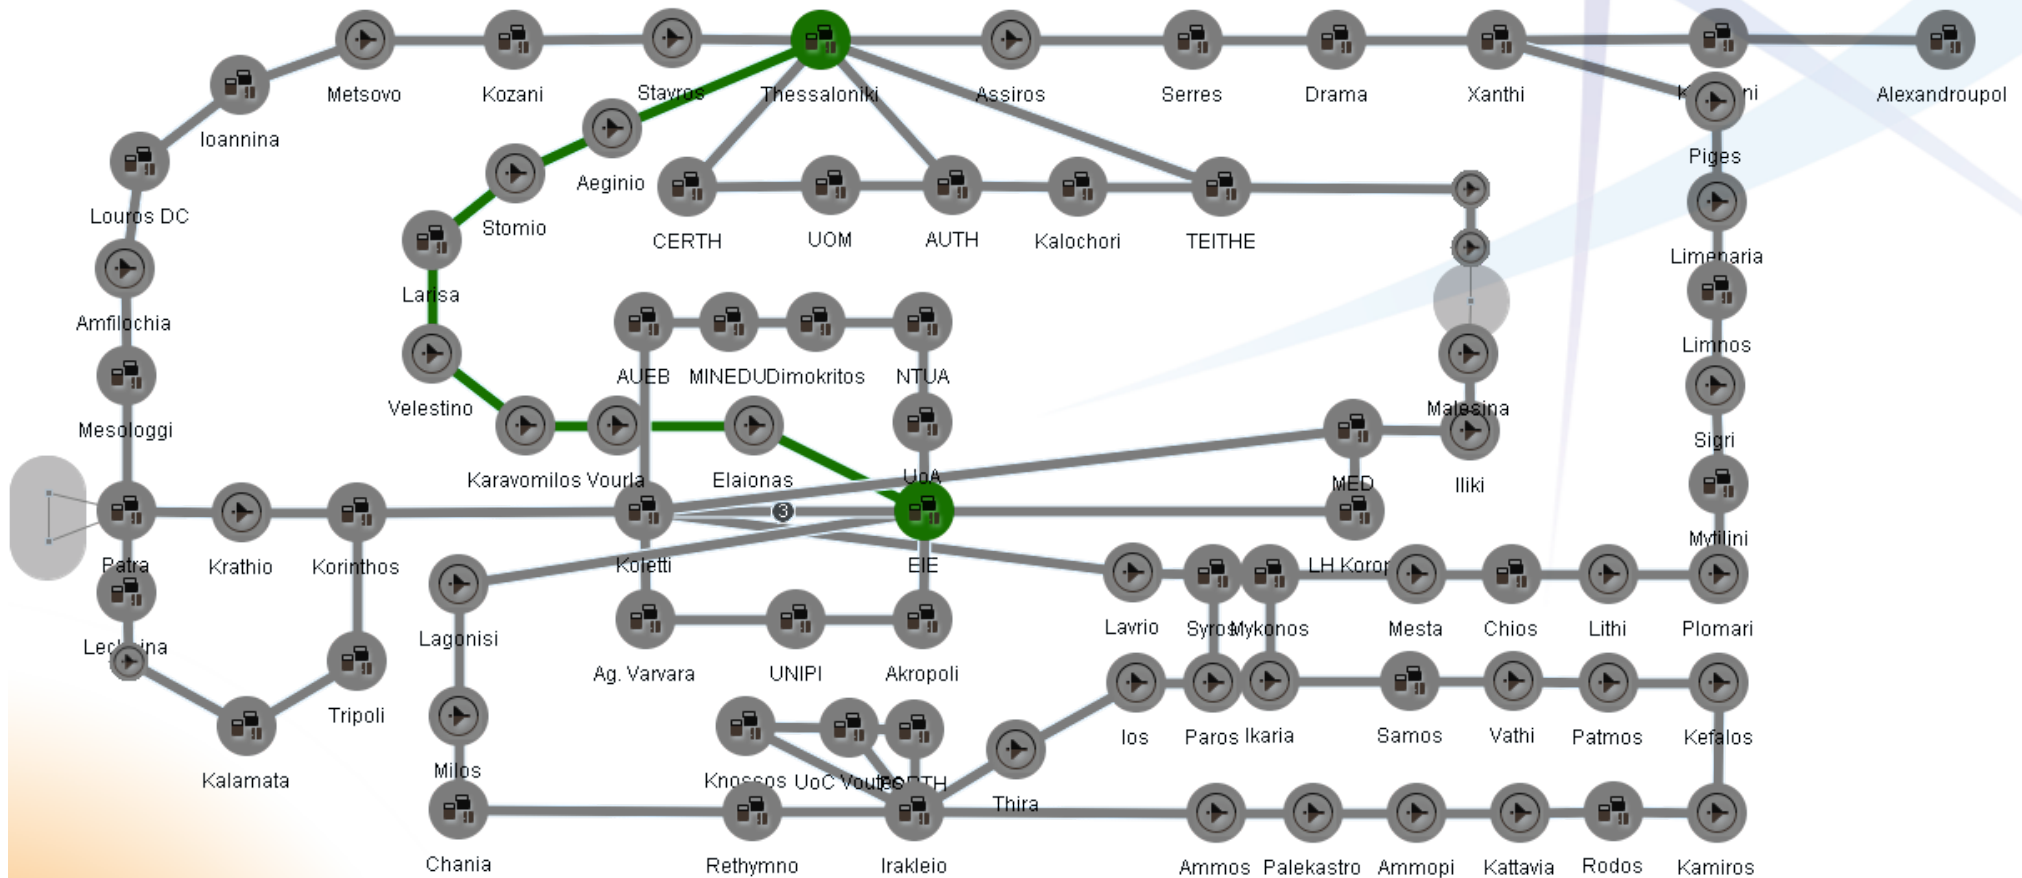 Metsovo
Kozani
Stavros
Thessaloniki
Assiros
Serres
Drama
Xanthi
Alexandroupol
Ioannina
Piges
Louros DC
Aeginio
Stomio
CERTH
UOM
AUTH
Kalochori
TEITHE
Limenaria
Larisa
Amfilochia
Limnos
AUEB
MINEDU
Dimokritos
NTUA
Velestino
Malesina
Mesologgi
Sigri
Karavomilos
Vourla
Elaionas
UoA
MED
Iliki
3
Mytilini
Patra
Krathio
Korinthos
Koletti
EIE
LH Korop
Lavrio
Syros
Mykonos
Mesta
Chios
Lithi
Plomari
Lagonisi
Ag. Varvara
UNIPI
Akropoli
Tripoli
Ios
Paros
Ikaria
Samos
Vathi
Patmos
Kefalos
Milos
Kalamata
Knossos
UoC Voutes
Thira
Chania
Rethymno
Irakleio
Ammos
Palekastro
Ammopi
Kattavia
Rodos
Kamiros